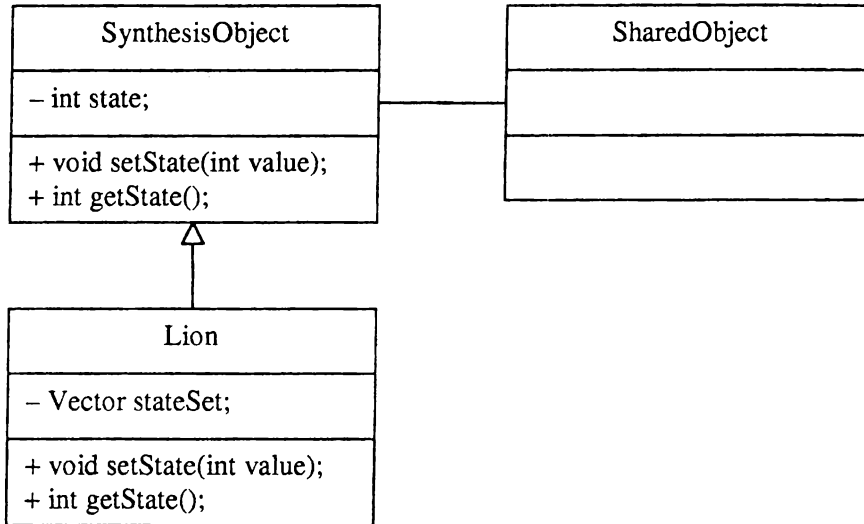 SynthesisObject
– int state;
+ void setState(int value);
+ int getState();
SharedObject
Lion
– Vector stateSet;
+ void setState(int value);
+ int getState();